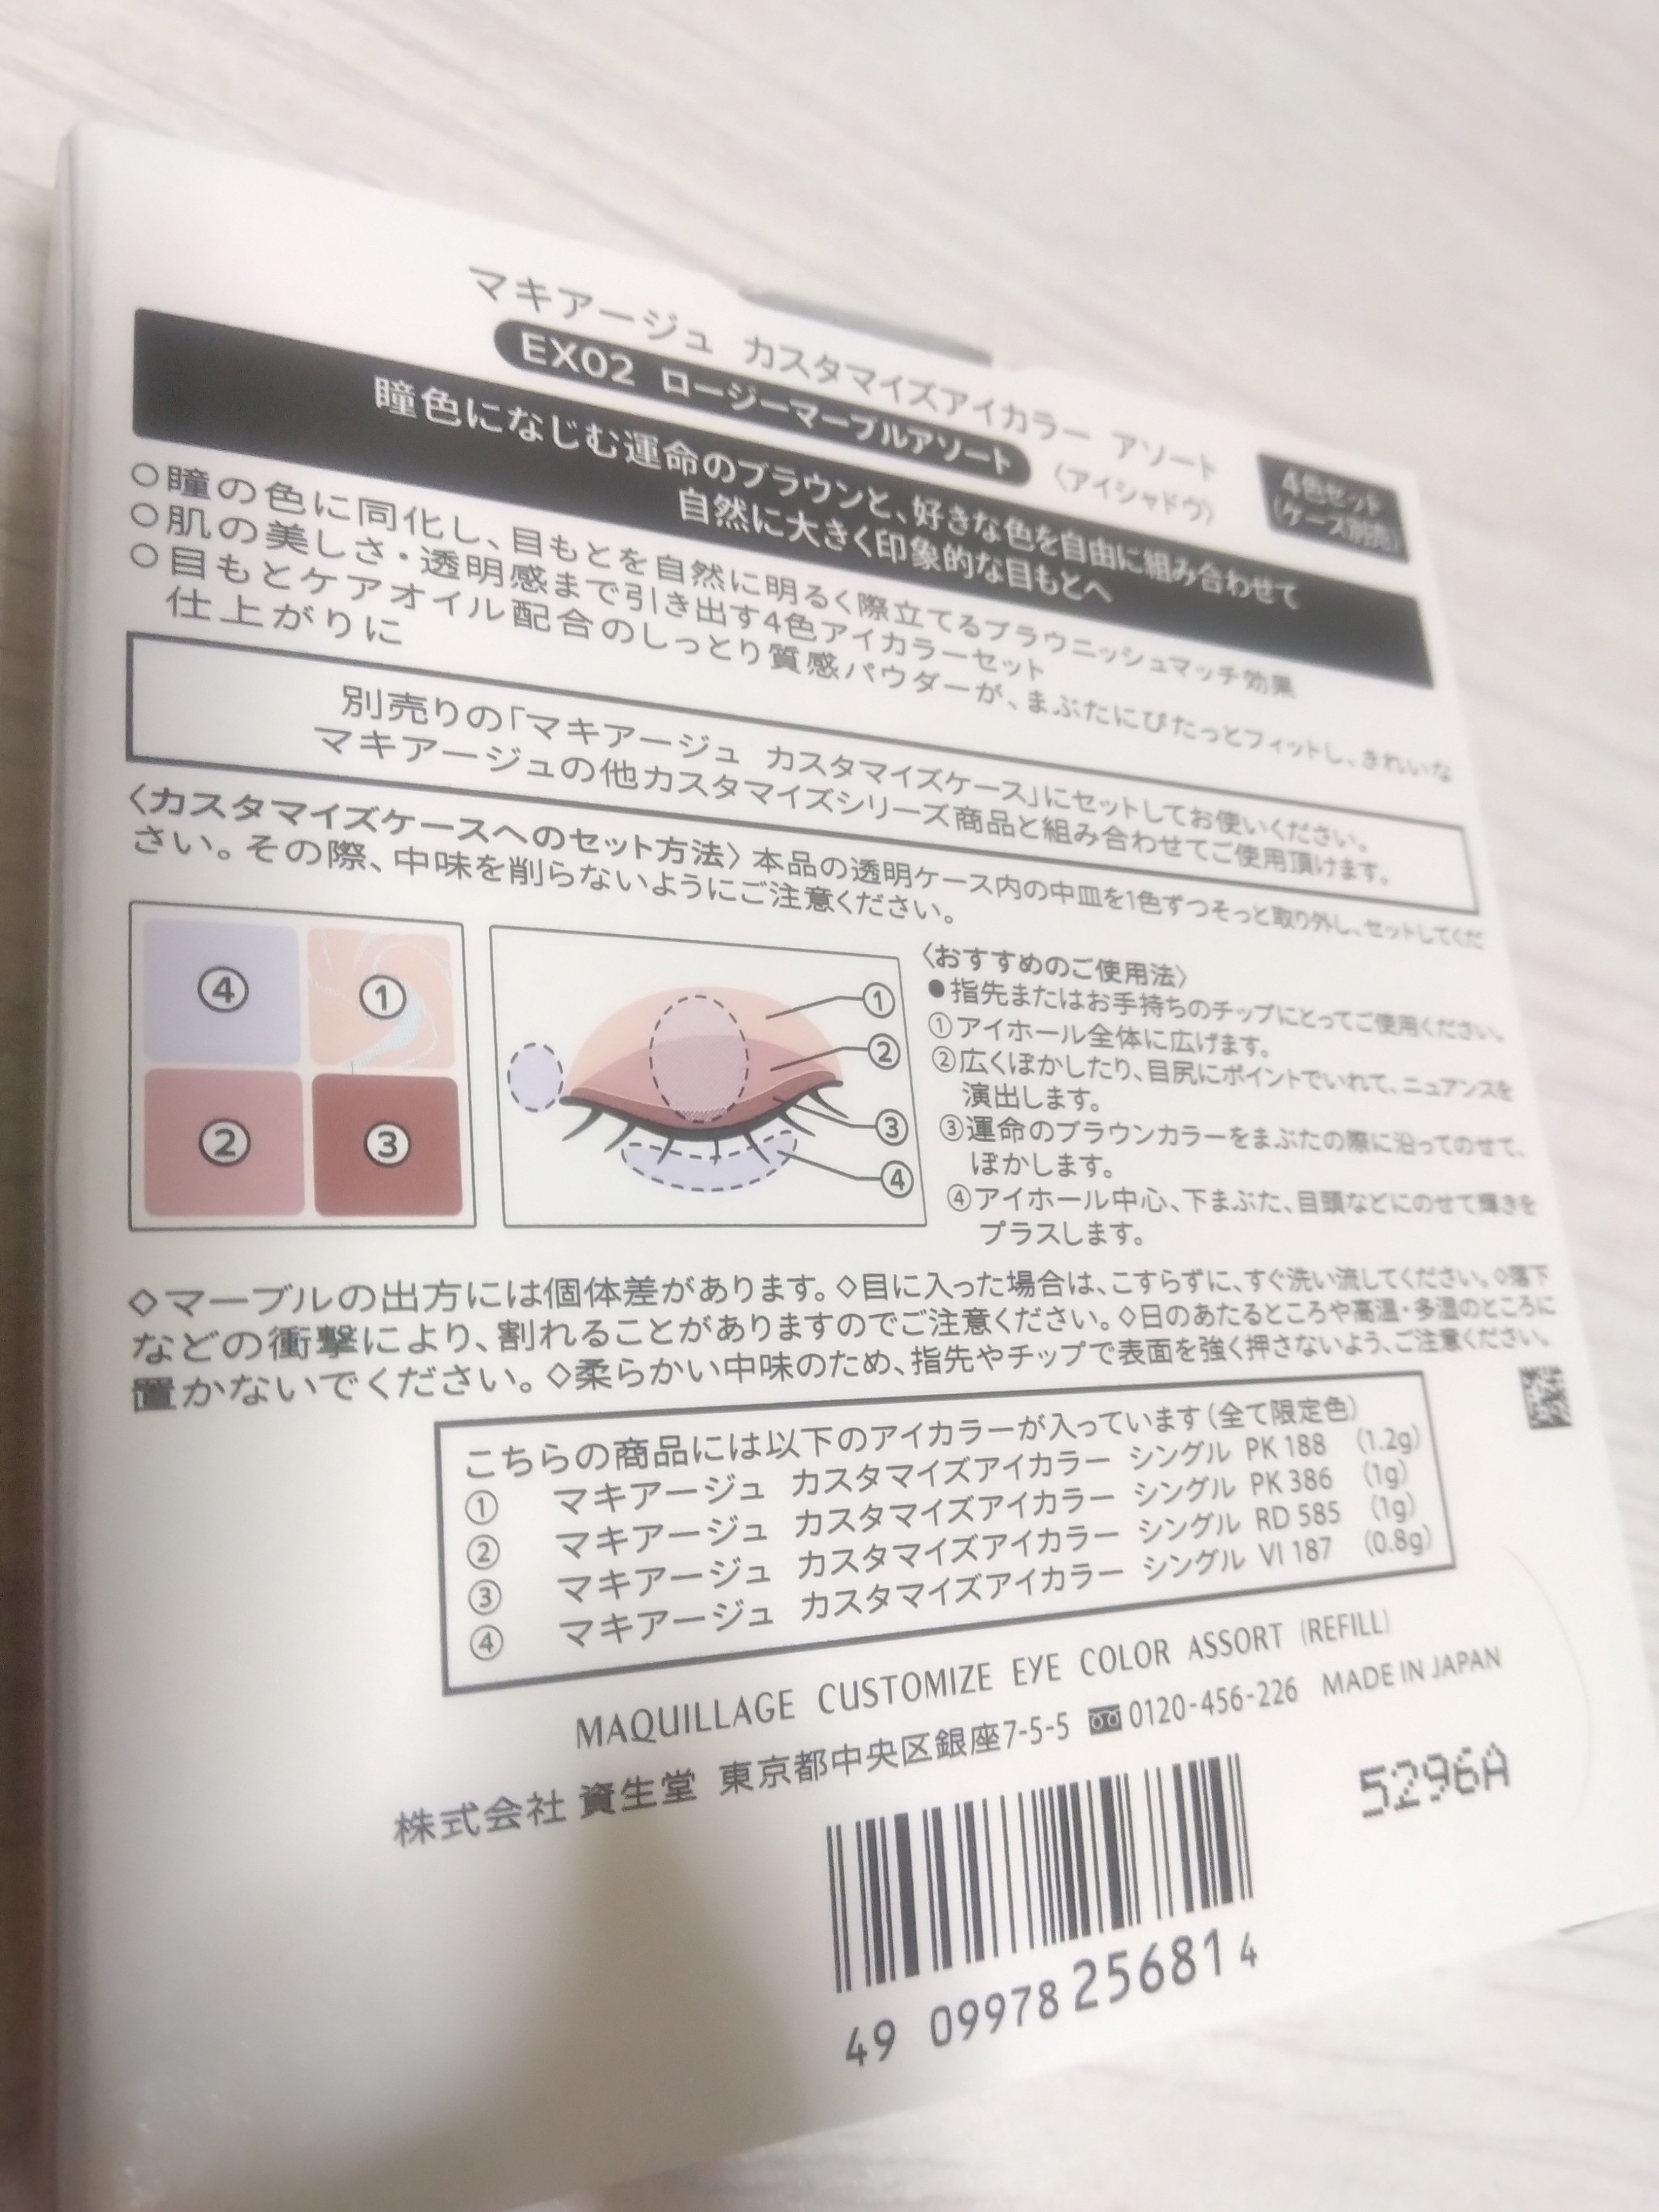 マキアージュ カスタマイズアイカラー アソート
EX02 ロージーマーブルアソート
〈アイシャドウ〉
4色セット
(ケース別売)
瞳色になじむ運命のブラウンと、好きな色を自由に組み合わせて
自然に大きく印象的な目もとへ
○瞳の色に同化し、目もとを自然に明るく際立てるブラウニッシュマッチ効果
○肌の美しさ・透明感まで引き出す4色アイカラーセット
○目もとケアオイル配合のしっとり質感パウダーが、まぶたにぴたっとフィットし、きれいな
仕上がりに
別売りの「マキアージュ カスタマイズケース」にセットしてお使いください。
マキアージュの他カスタマイズシリーズ商品と組み合わせてご使用頂けます。
〈カスタマイズケースへのセット方法〉本品の透明ケース内の中皿を1色ずつそっと取り外し、セットしてくだ
さい。その際、中味を削らないようにご注意ください。
④ ①
② ③
①
②
③
④
〈おすすめのご使用法〉
●指先またはお手持ちのチップにとってご使用ください。
①アイホール全体に広げます。
②広くぼかしたり、目尻にポイントでいれて、ニュアンスを
演出します。
③運命のブラウンカラーをまぶたの際に沿ってのせて、
ぼかします。
④アイホール中心、下まぶた、目頭などにのせて輝きを
プラスします。
◇マーブルの出方には個体差があります。◇目に入った場合は、こすらずに、すぐ洗い流してください。◇落下
などの衝撃により、割れることがありますのでご注意ください。◇日のあたるところや高温・多湿のところに
置かないでください。◇柔らかい中味のため、指先やチップで表面を強く押さないよう、ご注意ください。
こちらの商品には以下のアイカラーが入っています(全て限定色)
① マキアージュ カスタマイズアイカラー シングル PK 188 (1.2g)
② マキアージュ カスタマイズアイカラー シングル PK 386 (1g)
③ マキアージュ カスタマイズアイカラー シングル RD 585 (1g)
④ マキアージュ カスタマイズアイカラー シングル VI 187 (0.8g)
MAQUILLAGE CUSTOMIZE EYE COLOR ASSORT (REFILL)
株式会社 資生堂 東京都中央区銀座7-5-5 0120-456-226 MADE IN JAPAN
5296A
49 09978 256814